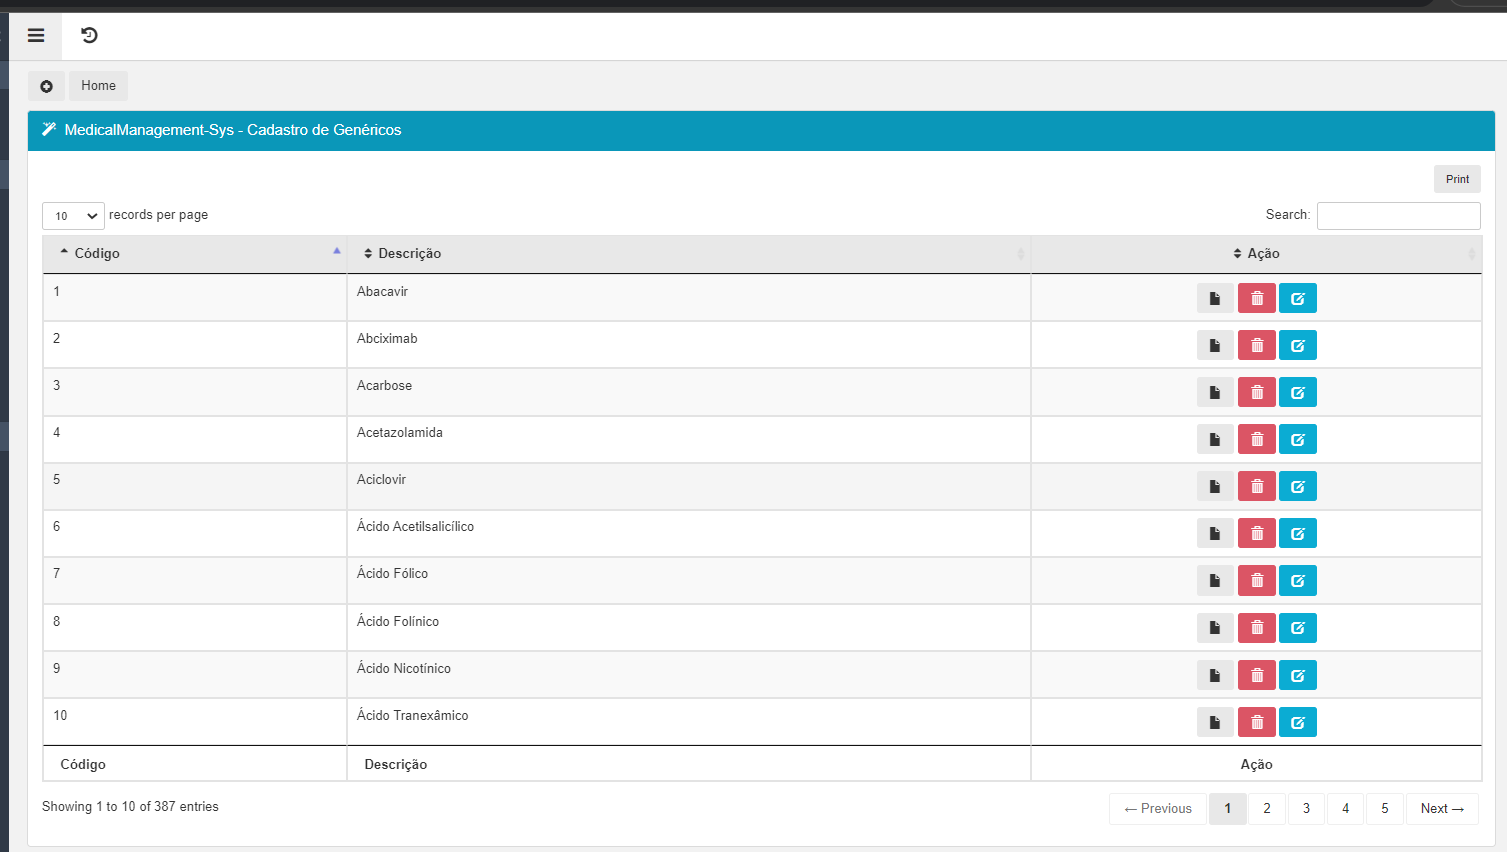 Home
MedicalManagement-Sys - Cadastro de Genéricos
Print
10 records per page Search:
Código Descrição Ação
1 Abacavir
2 Abciximab
3 Acarbose
4 Acetazolamida
5 Aciclovir
6 Ácido Acetilsalicílico
7 Ácido Fólico
8 Ácido Folínico
9 Ácido Nicotínico
10 Ácido Tranexâmico
Código Descrição Ação
Showing 1 to 10 of 387 entries ← Previous 1 2 3 4 5 Next →